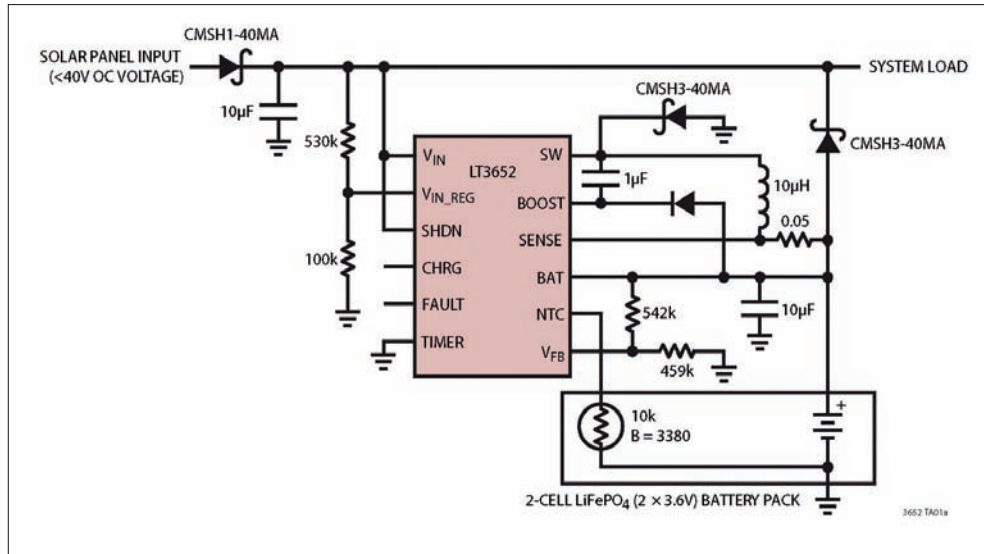 CMSH1-40MA
SOLAR PANEL INPUT
(<40V OC VOLTAGE)
SYSTEM LOAD
10µF
530k
100k
LT3652
VIN
VIN_REG
SHDN
CHRG
FAULT
TIMER
SW
BOOST
SENSE
BAT
NTC
VFB
CMSH3-40MA
CMSH3-40MA
1µF
10µH
0.05
542k
10µF
459k
10k
B = 3380
+
2-CELL LiFePO4 (2 × 3.6V) BATTERY PACK
3652 TA01a